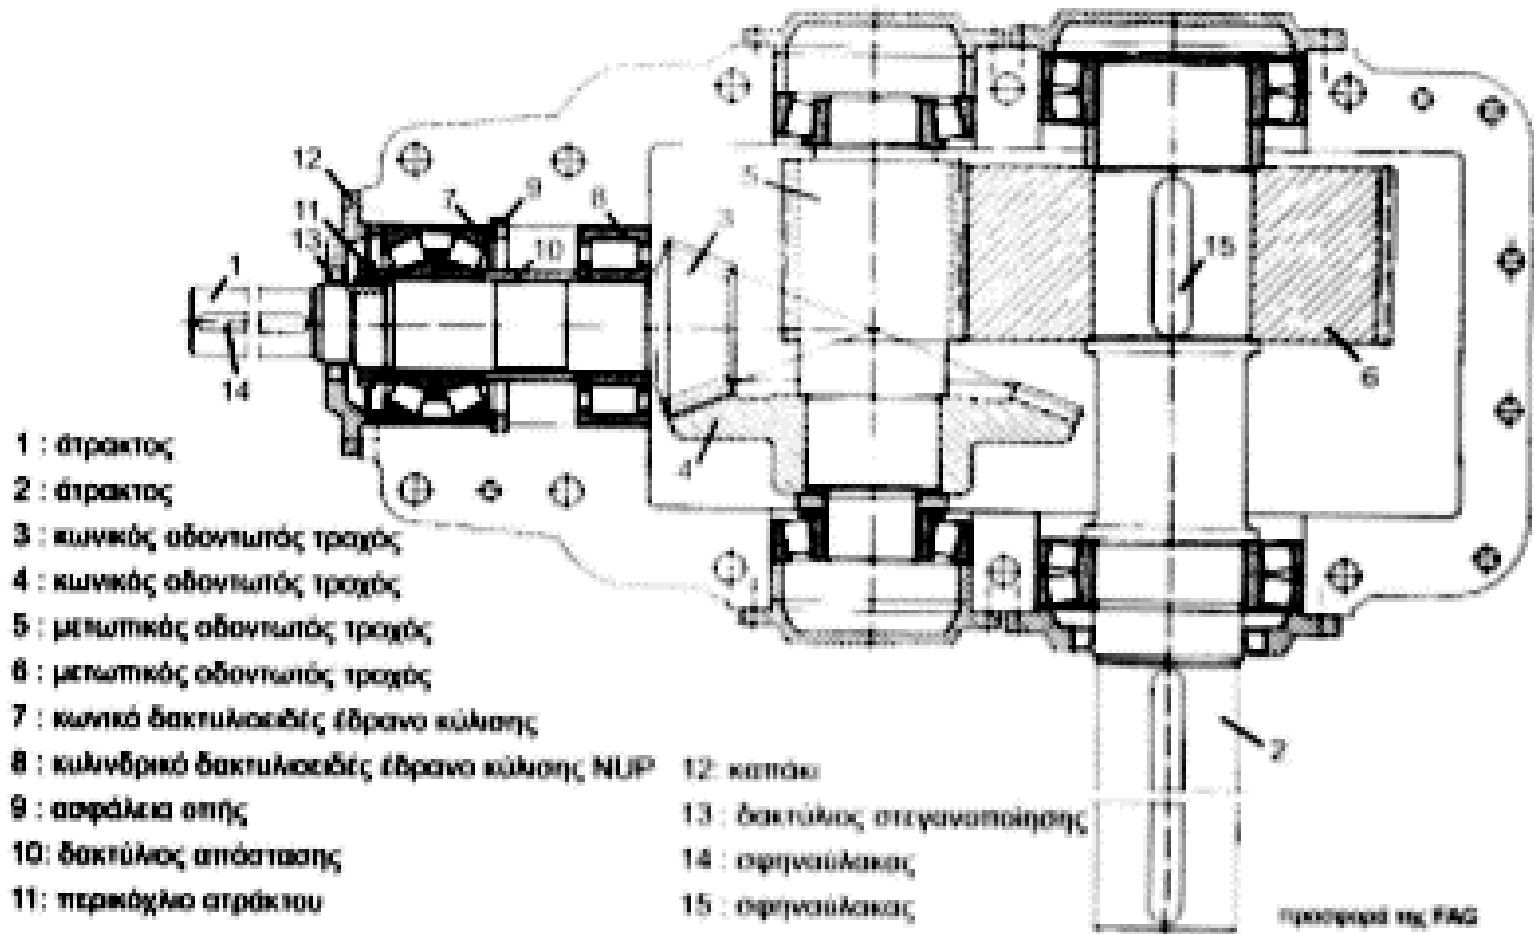 12
11
13
1
14
7
9
8
10
5
3
4
15
6
2
1 : άτρακτος
2 : άτρακτος
3 : κωνικός οδοντωτός τροχός
4 : κωνικός οδοντωτός τροχός
5 : μετωπικός οδοντωτός τροχός
6 : μετωπικός οδοντωτός τροχός
7 : κωνικό δακτυλιοειδές έδρανο κύλισης
8 : κυλινδρικό δακτυλιοειδές έδρανο κύλισης NUP
9 : ασφάλεια οπής
10: δακτύλιος απόστασης
11: περικόχλιο ατράκτου
12: καπάκι
13 : δακτύλιος στεγανοποίησης
14 : σφηναύλακας
15 : σφηναύλακας
προσφορά της FAG